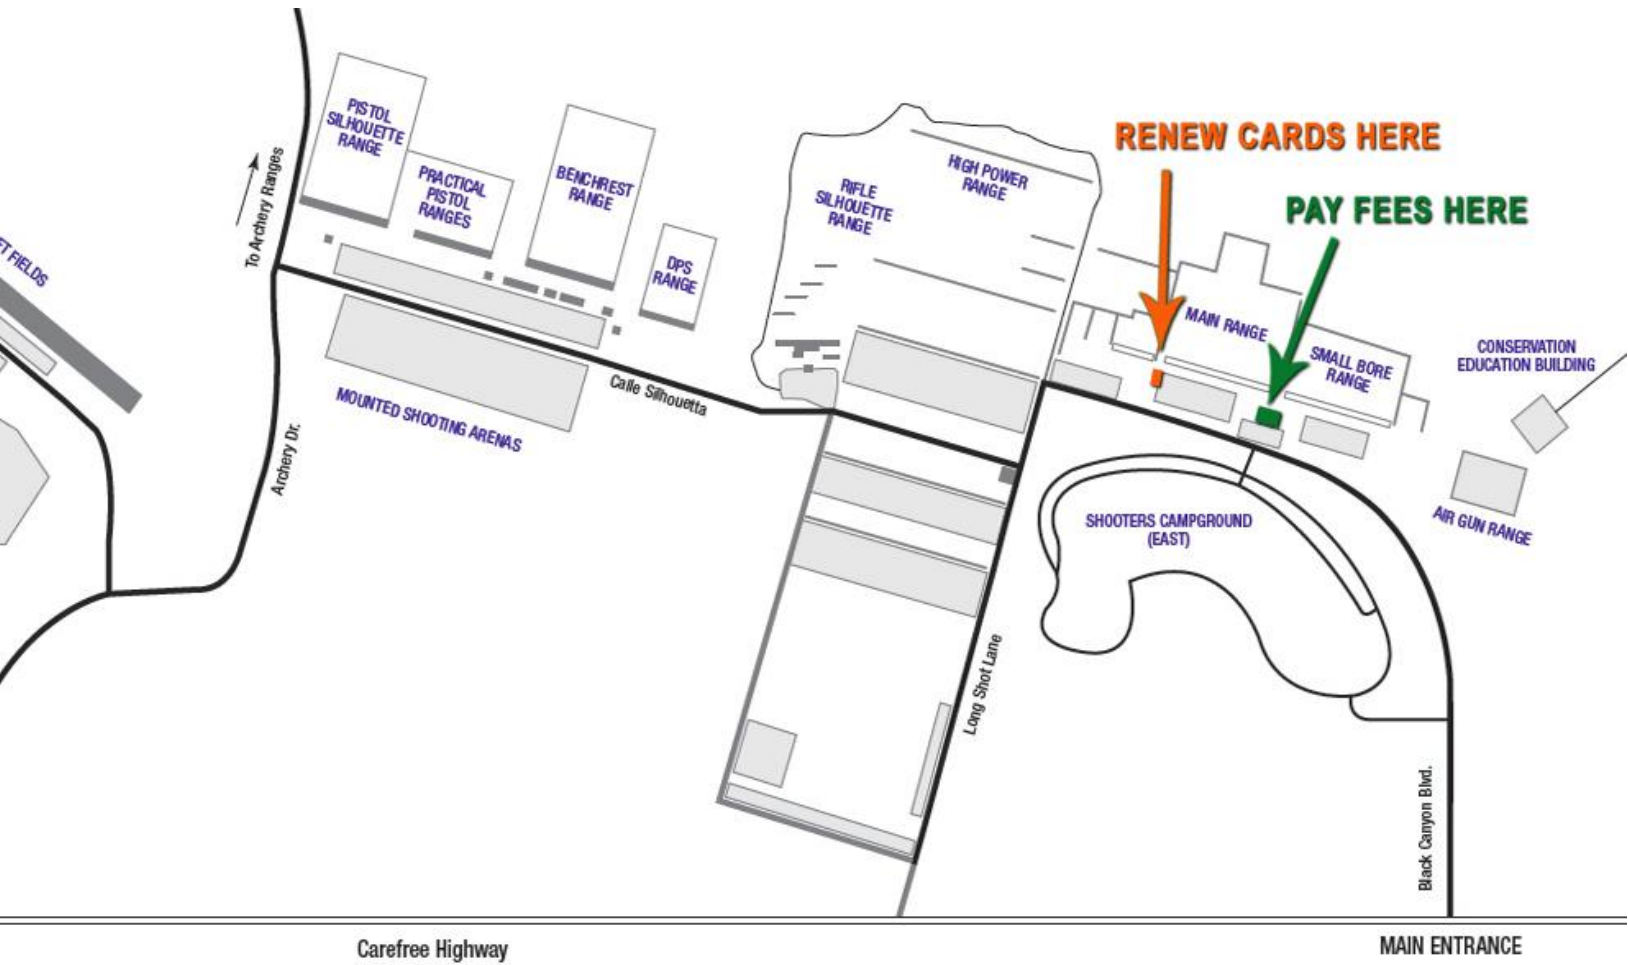 RENEW CARDS HERE
PAY FEES HERE
PISTOL
SILHOUETTE
RANGE
PRACTICAL
PISTOL
RANGES
BENCHREST
RANGE
DPS
RANGE
RIFLE
SILHOUETTE
RANGE
HIGH POWER
RANGE
MAIN RANGE
SMALL BORE
RANGE
CONSERVATION
EDUCATION BUILDING
AIR GUN RANGE
To Archery Ranges
FIELDS
MOUNTED SHOOTING ARENAS
Calle Silhouetta
Archery Dr.
SHOOTERS CAMPGROUND
(EAST)
Long Shot Lane
Black Canyon Blvd.
Carefree Highway
MAIN ENTRANCE